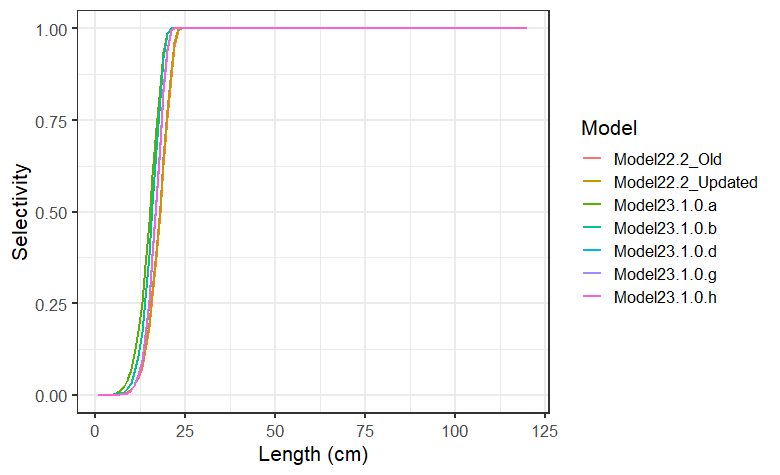 1.00
0.75
0.50
0.25
0.00
Selectivity
0
25
50
75
100
125
Length (cm)
Model
Model22.2_Old
Model22.2_Updated
Model23.1.0.a
Model23.1.0.b
Model23.1.0.d
Model23.1.0.g
Model23.1.0.h